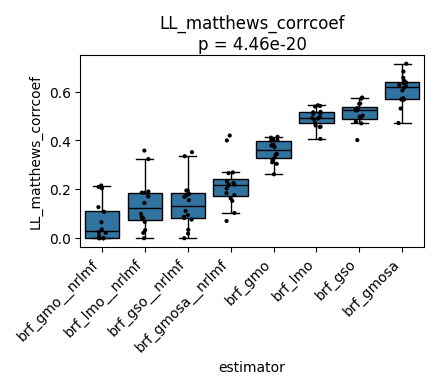 LL_matthews_corrcoef
p = 4.46e-20
LL_matthews_corrcoef
0.6
0.4
0.2
0.0
brf_gmo__nrlmf
brf_lmo__nrlmf
brf_gso__nrlmf
brf_gmosa__nrlmf
brf_gmo
brf_lmo
brf_gso
brf_gmosa
estimator